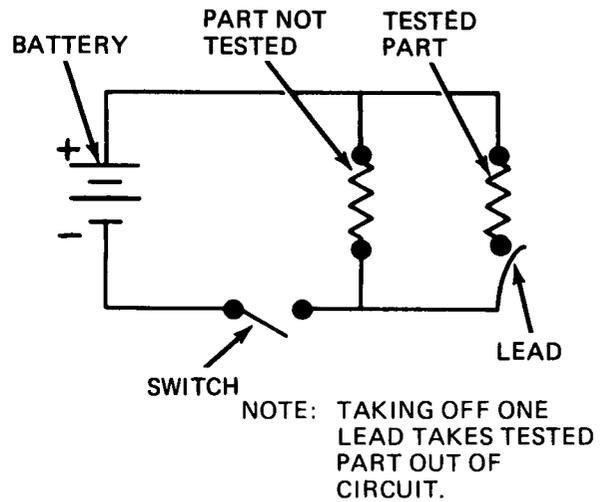 PART NOT
TESTED
TESTED
PART
BATTERY
+
-
SWITCH
LEAD
NOTE: TAKING OFF ONE
LEAD TAKES TESTED
PART OUT OF
CIRCUIT.